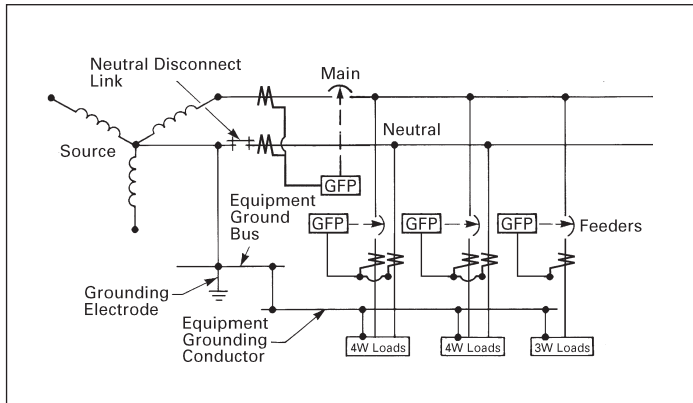 Neutral Disconnect
Link
Main
Source
Neutral
GFP
Equipment
Ground
Bus
GFP
GFP
GFP
Feeders
Grounding
Electrode
Equipment
Grounding
Conductor
4W Loads
4W Loads
3W Loads